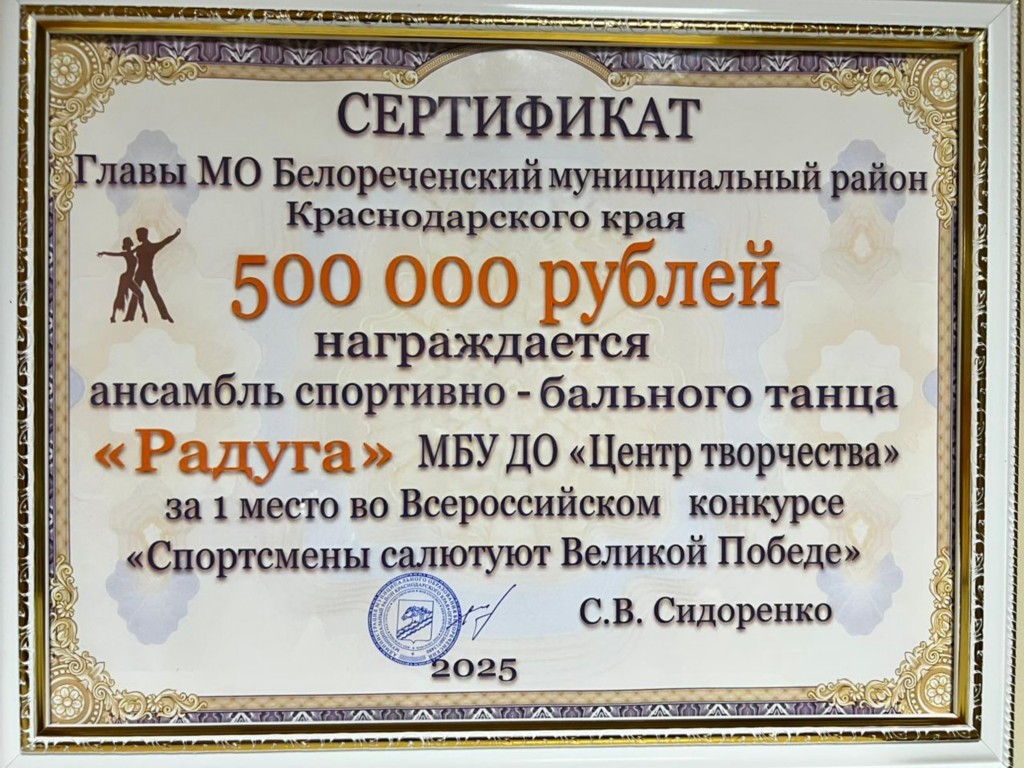 СЕРТИФИКАТ
Главы МО Белореченский муниципальный район
Краснодарского края
500 000 рублей
награждается
ансамбль спортивно - бального танца
«Радуга» МБУ ДО «Центр творчества»
за 1 место во Всероссийском конкурсе
«Спортсмены салютуют Великой Победе»
С.В. Сидоренко
2025